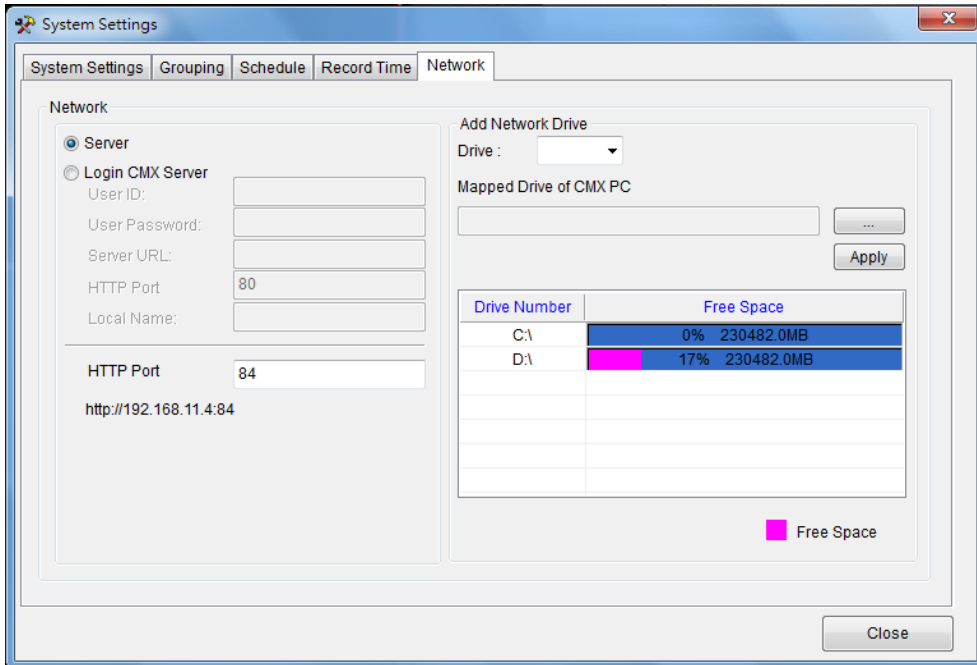 System Settings
x
System Settings Grouping Schedule Record Time Network
Network
Server
Login CMX Server
User ID:
User Password:
Server URL:
HTTP Port 80
Local Name:
HTTP Port 84
http://192.168.11.4:84
Add Network Drive
Drive :
Mapped Drive of CMX PC
...
Apply
Drive Number Free Space
C:\ 0% 230482.0MB
D:\ 17% 230482.0MB
Free Space
Close